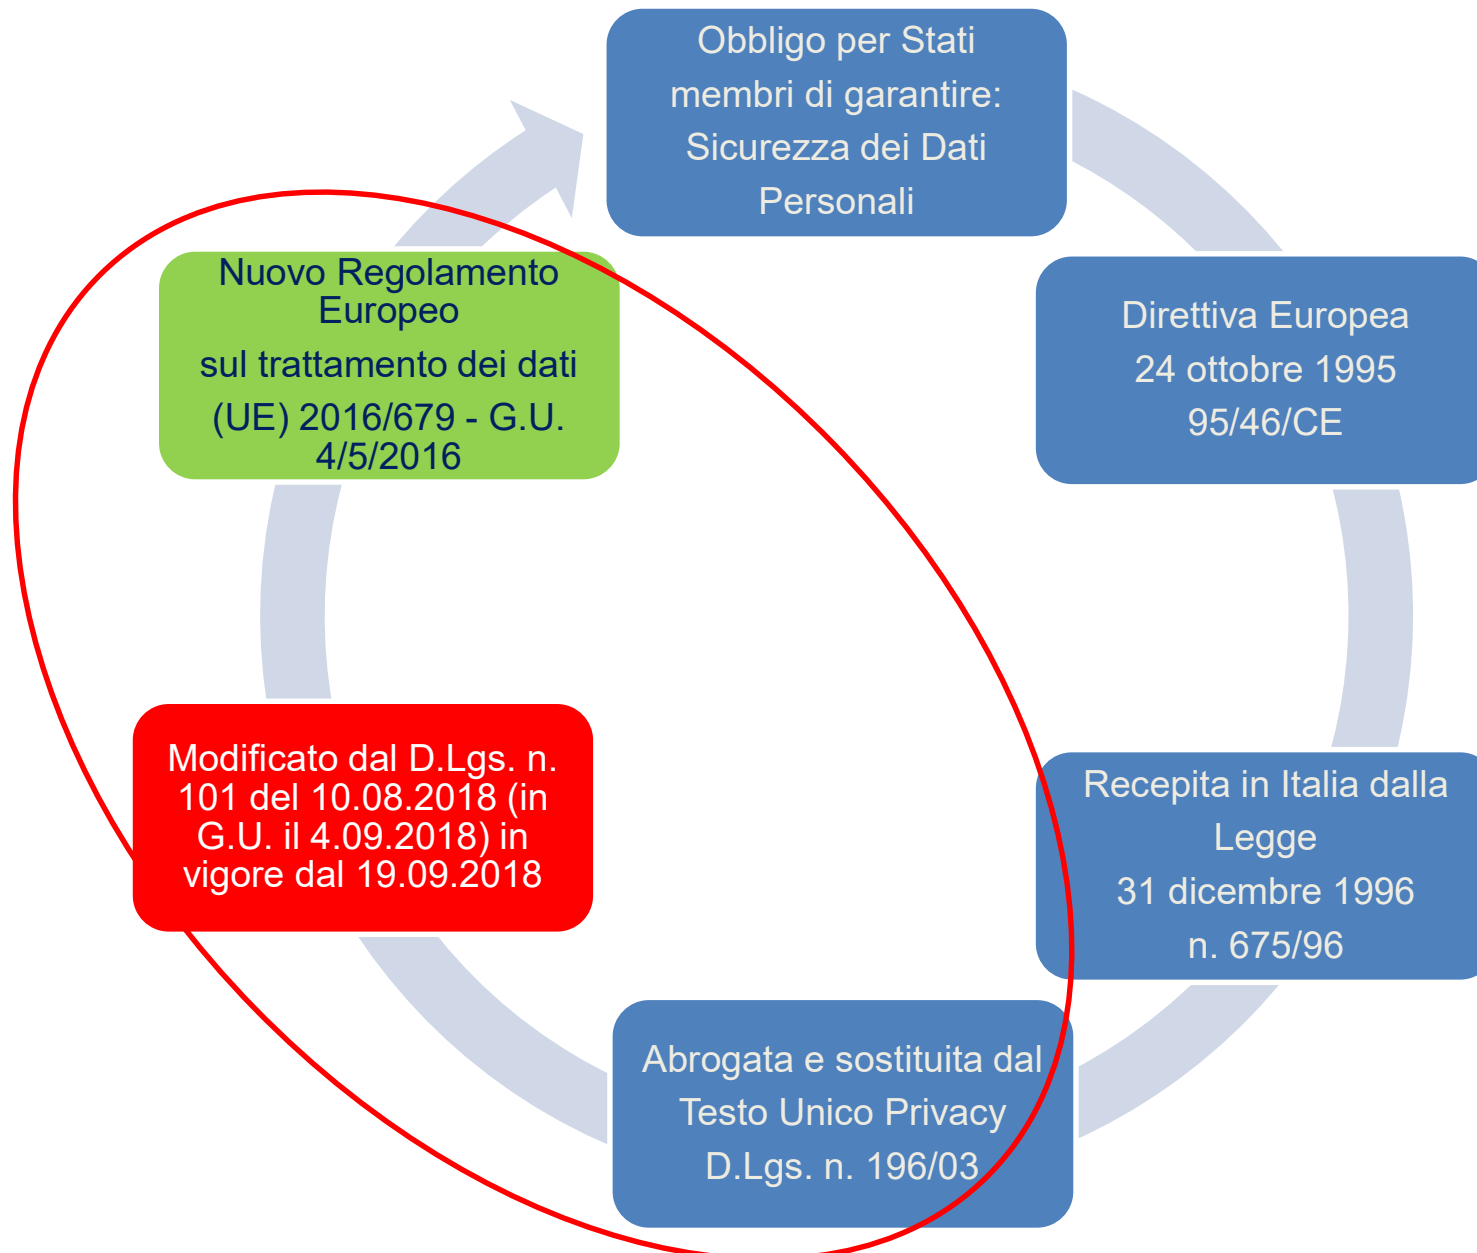 Obbligo per Stati
membri di garantire:
Sicurezza dei Dati
Personali
Direttiva Europea
24 ottobre 1995
95/46/CE
Recepita in Italia dalla
Legge
31 dicembre 1996
n. 675/96
Abrogata e sostituita dal
Testo Unico Privacy
D.Lgs. n. 196/03
Modificato dal D.Lgs. n.
101 del 10.08.2018 (in
G.U. il 4.09.2018) in
vigore dal 19.09.2018
Nuovo Regolamento
Europeo
sul trattamento dei dati
(UE) 2016/679 - G.U.
4/5/2016